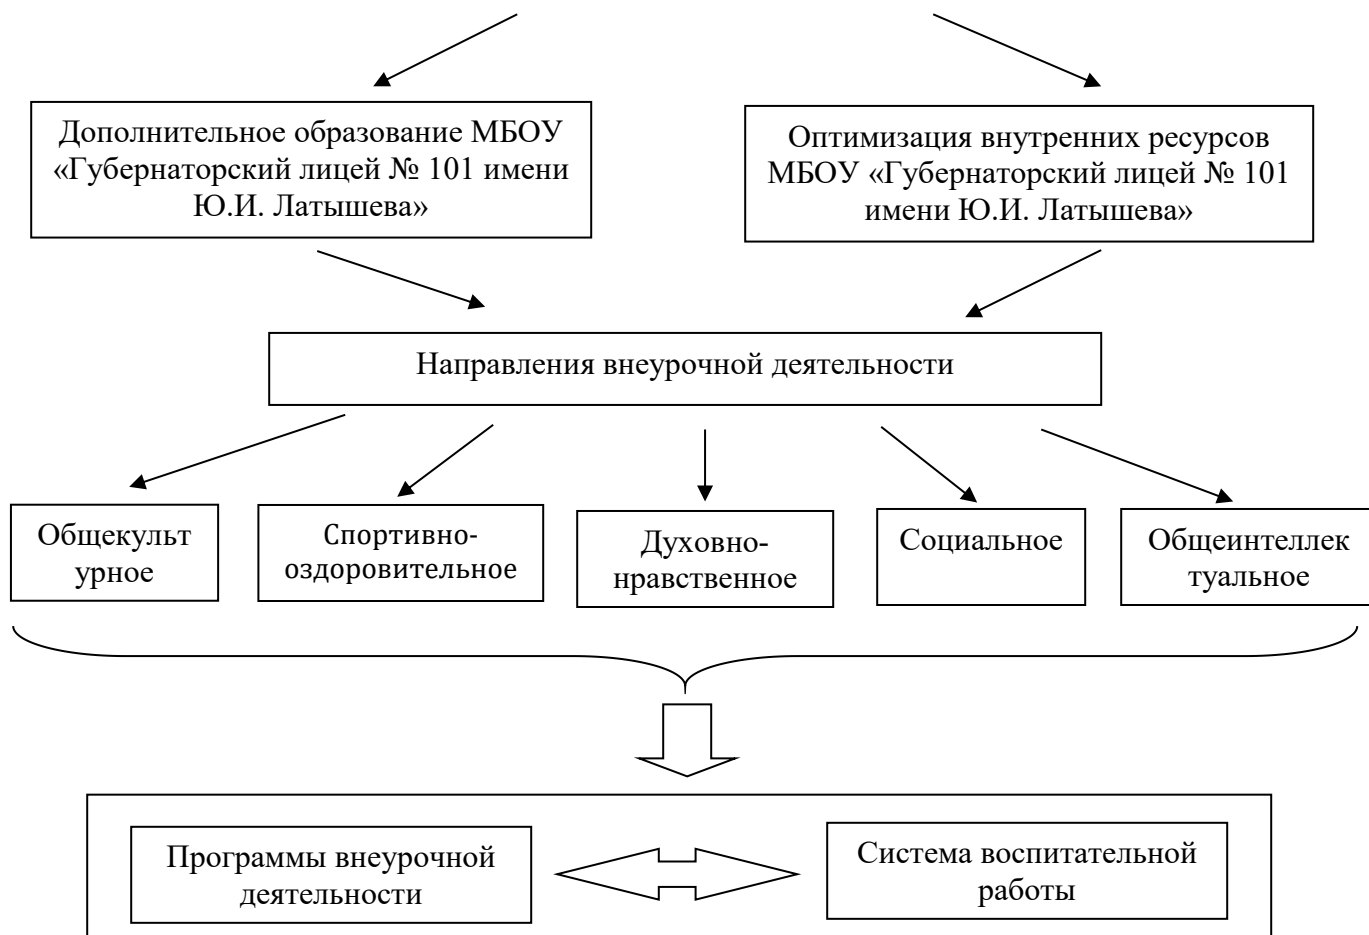 Дополнительное образование МБОУ
«Губернаторский лицей № 101 имени
Ю.И. Латышева»
Оптимизация внутренних ресурсов
МБОУ «Губернаторский лицей № 101
имени Ю.И. Латышева»
Направления внеурочной деятельности
Общекульт
урное
Спортивно-
оздоровительное
Духовно-
нравственное
Социальное
Общеинтеллек
туальное
Программы внеурочной
деятельности
Система воспитательной
работы